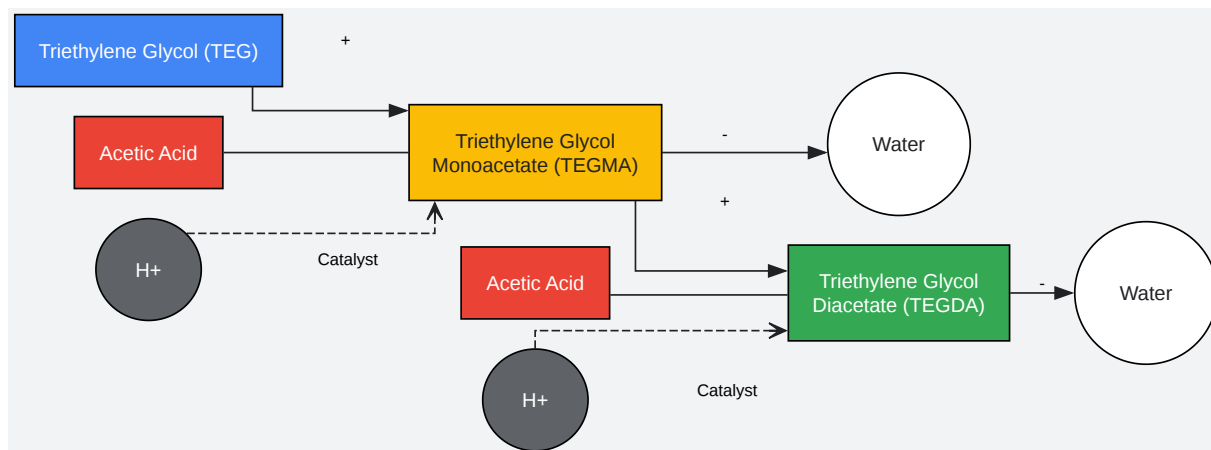 Triethylene Glycol (TEG)
+
Acetic Acid
Triethylene Glycol
Monoacetate (TEGMA)
-
Water
H+
Catalyst
+
Acetic Acid
Triethylene Glycol
Diacetate (TEGDA)
-
Water
H+
Catalyst